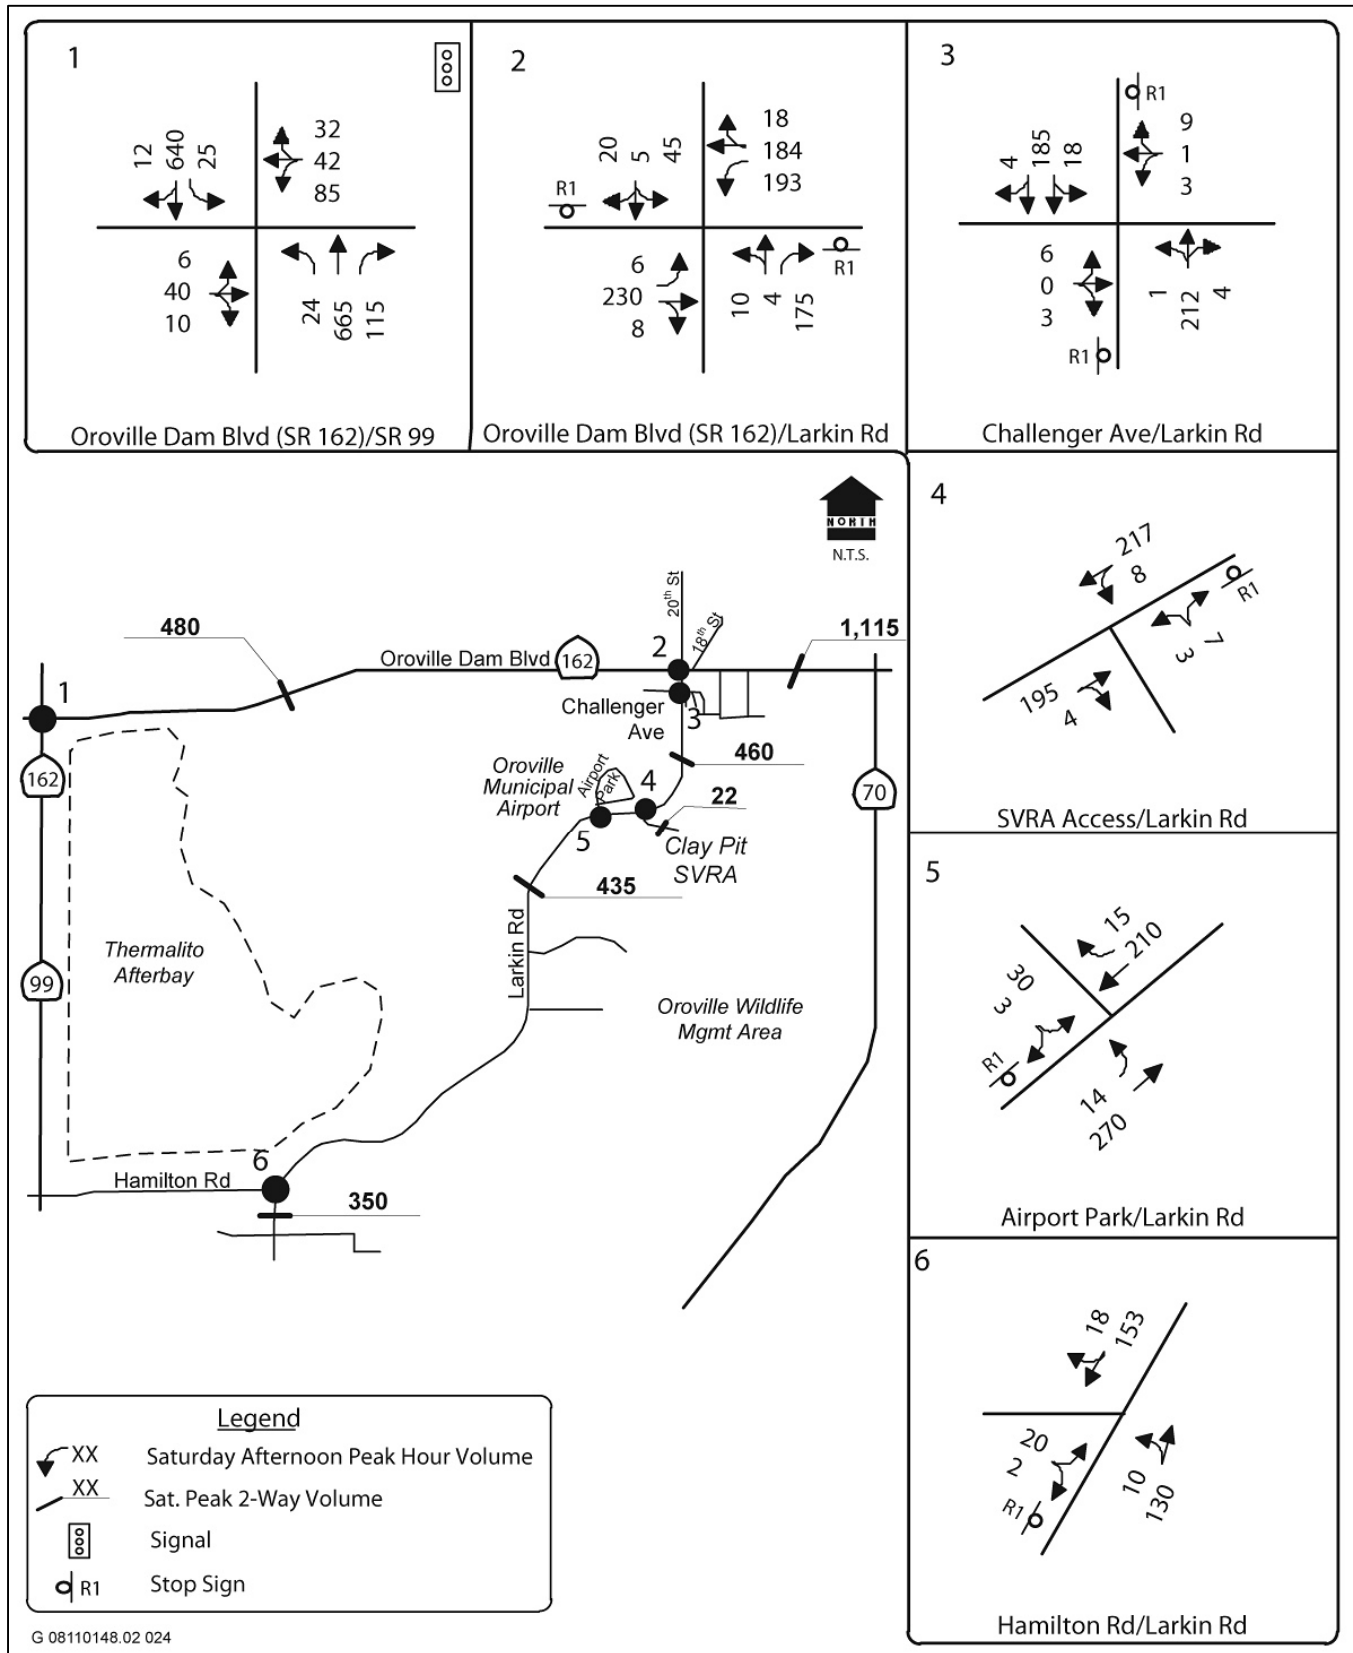 1
12
640
25
32
42
85
6
40
10
24
665
115
Oroville Dam Blvd (SR 162)/SR 99
2
R1
20
5
45
18
184
193
6
230
8
10
4
175
R1
Oroville Dam Blvd (SR 162)/Larkin Rd
3
R1
4
185
18
9
1
3
6
0
3
1
212
4
R1
Challenger Ave/Larkin Rd
NORTH
N.T.S.
480
20th St
18th St
1,115
Oroville Dam Blvd
162
2
1
Challenger
Ave
3
460
162
Oroville
Municipal
Airport
Airport
Park
4
22
70
5
Clay Pit
SVRA
435
Thermalito
Afterbay
Larkin Rd
99
Oroville Wildlife
Mgmt Area
6
Hamilton Rd
350
4
217
8
R1
7
3
195
4
SVRA Access/Larkin Rd
5
15
210
30
3
R1
14
270
Airport Park/Larkin Rd
6
18
153
20
2
R1
10
130
Hamilton Rd/Larkin Rd
Legend
XX Saturday Afternoon Peak Hour Volume
XX Sat. Peak 2-Way Volume
Signal
R1 Stop Sign
G 08110148.02 024